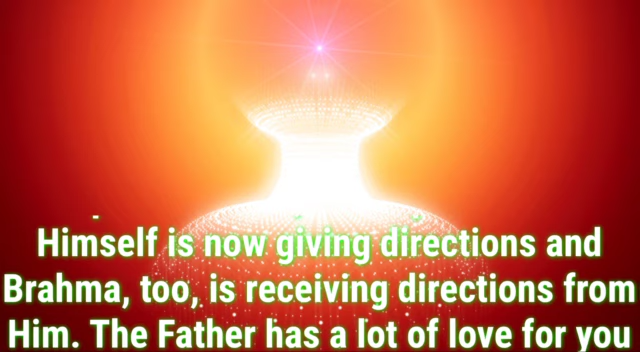 Himself is now giving directions and
Brahma, too, is receiving directions from
Him. The Father has a lot of love for you